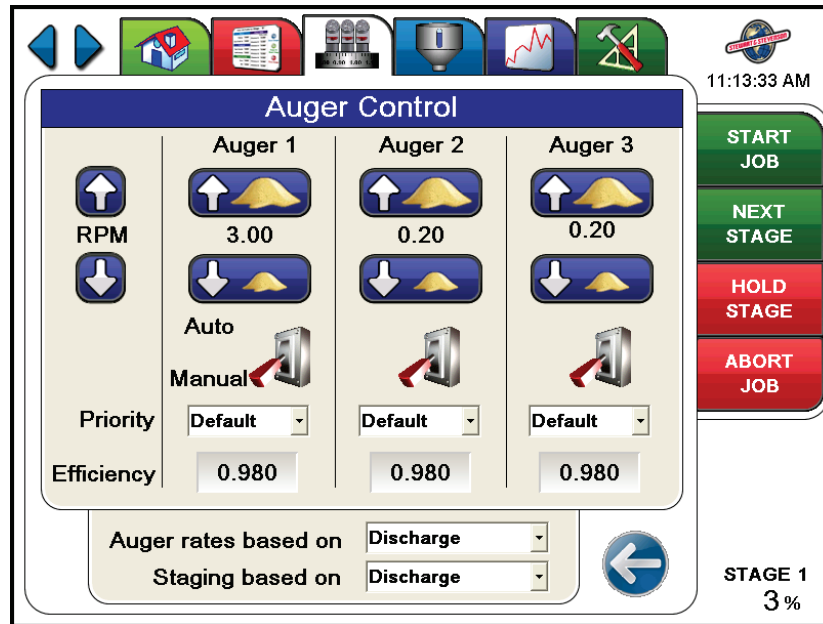 STEWART & STEVENSON
11:13:33 AM
Auger Control
Auger 1 Auger 2 Auger 3
RPM 3.00 0.20 0.20
Auto
Manual
Priority Default Default Default
Efficiency 0.980 0.980 0.980
Auger rates based on Discharge
Staging based on Discharge
START
JOB
NEXT
STAGE
HOLD
STAGE
ABORT
JOB
STAGE 1
3 %